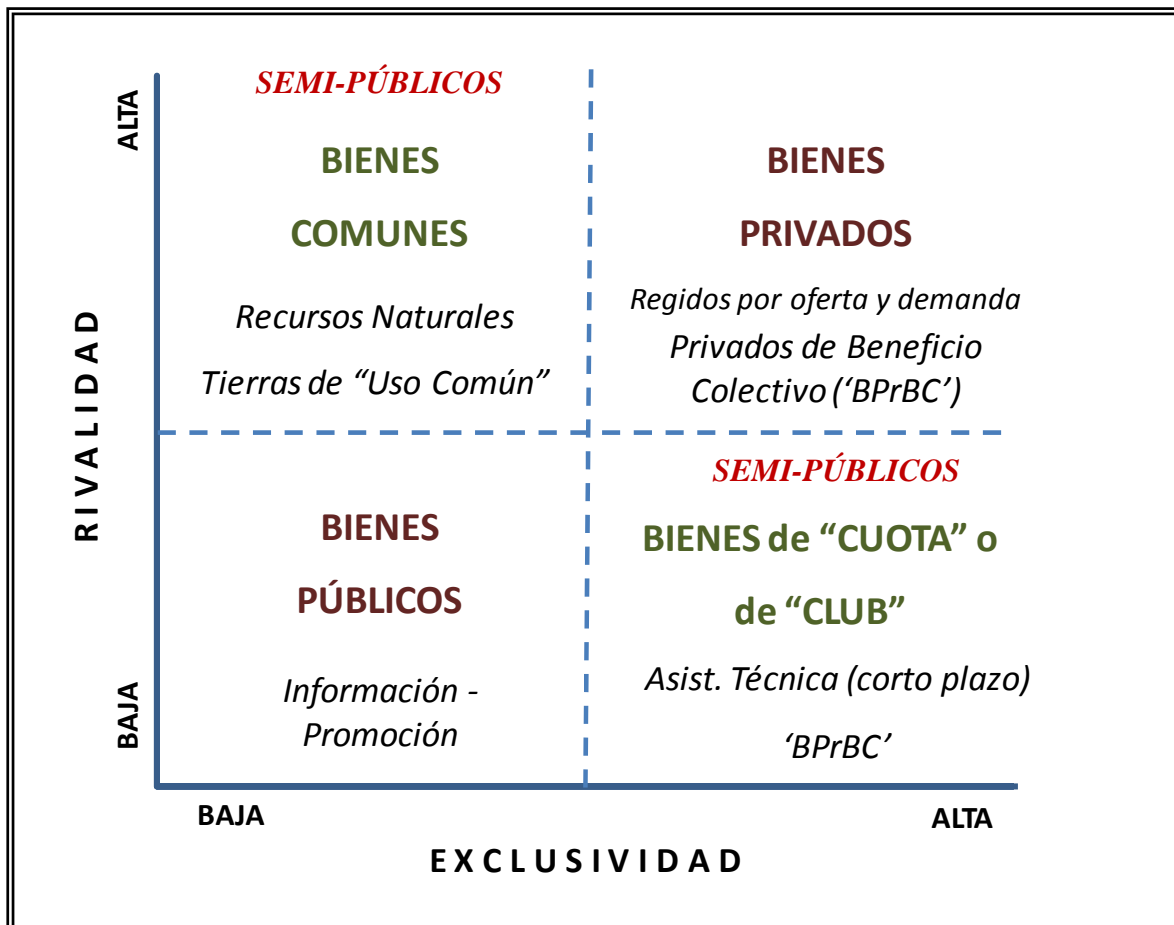 SEMI-PÚBLICOS
BIENES
COMUNES
Recursos Naturales
Tierras de “Uso Común”
BIENES
PRIVADOS
Regidos por oferta y demanda
Privados de Beneficio
Colectivo (‘BPrBC’)
BIENES
PÚBLICOS
Información -
Promoción
SEMI-PÚBLICOS
BIENES de “CUOTA” o
de “CLUB”
Asist. Técnica (corto plazo)
‘BPrBC’
ALTA
RIVALIDAD
BAJA
BAJA
ALTA
EXCLUSIVIDAD